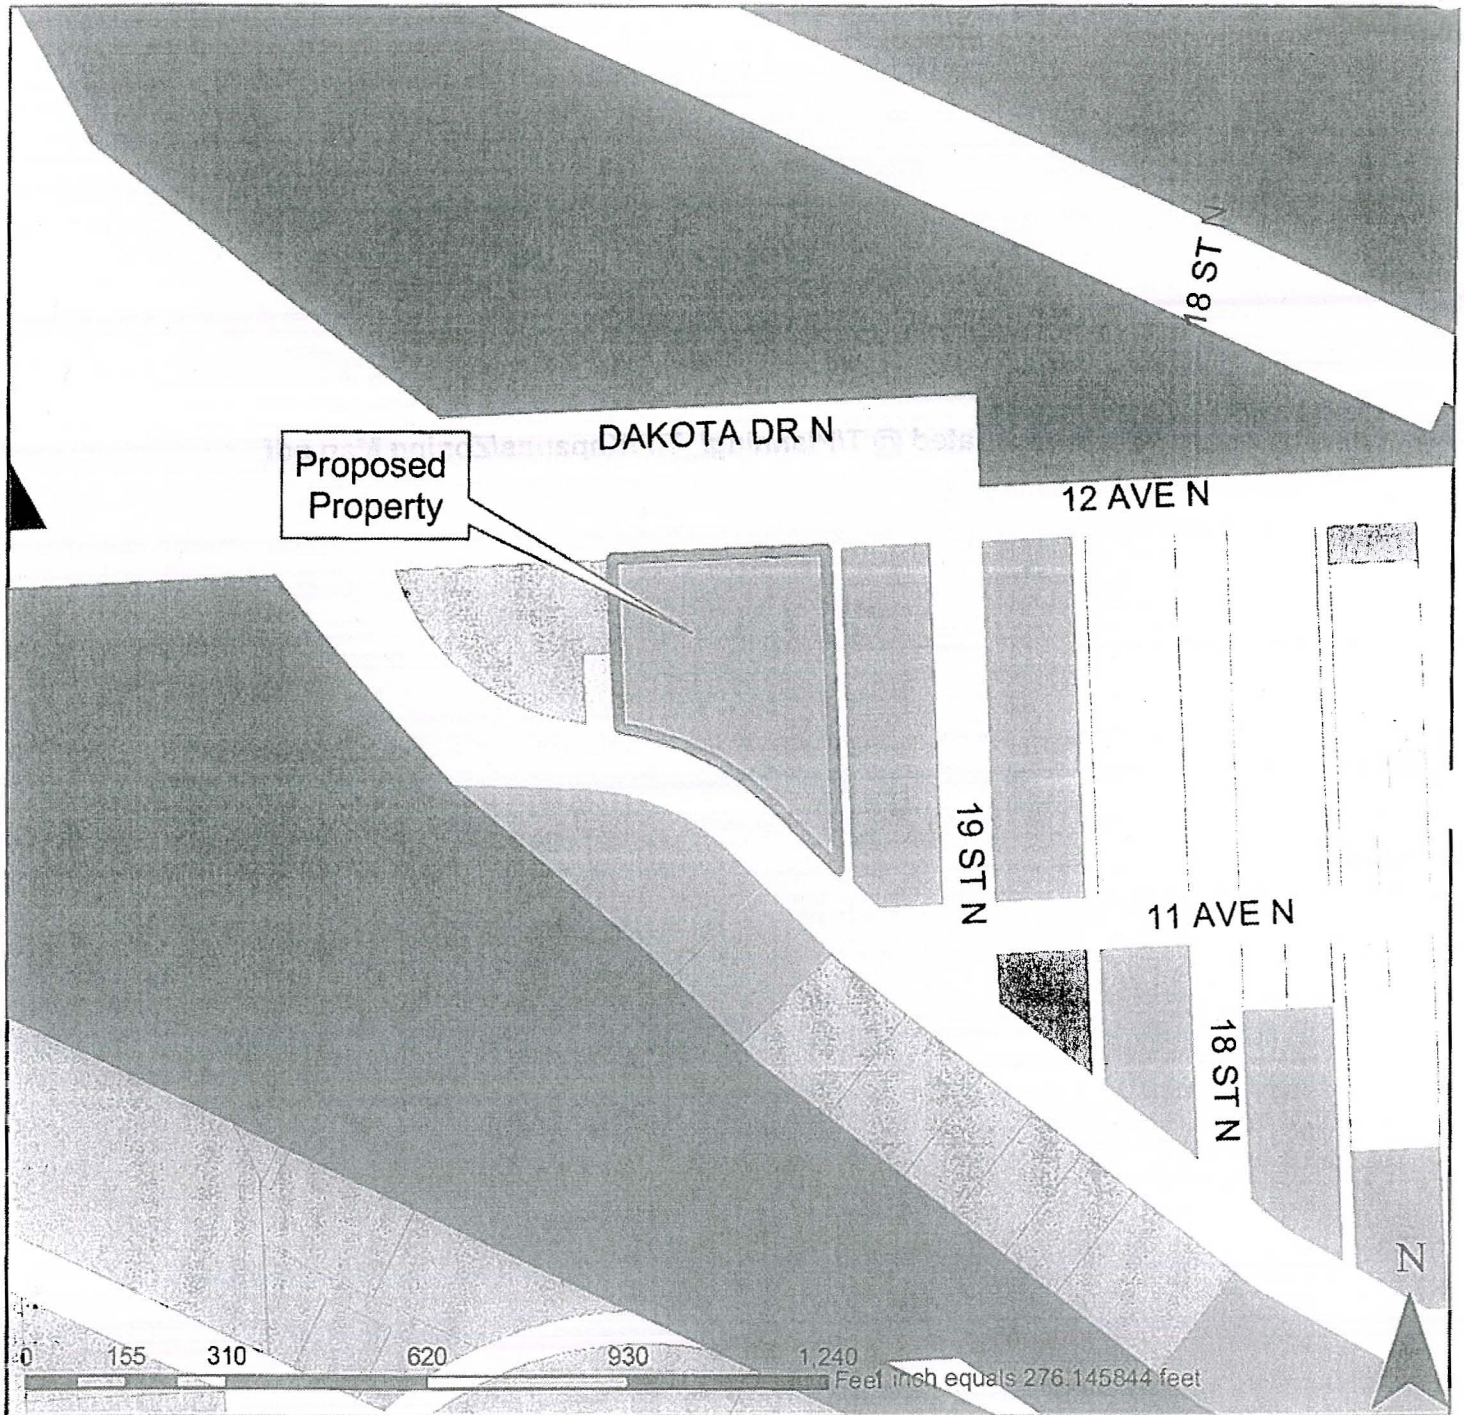 18 ST N
DAKOTA DR N
Proposed
Property
12 AVE N
19 ST N
11 AVE N
18 ST N
N
0 155 310 620 930 1,240
Feet inch equals 276.145844 feet